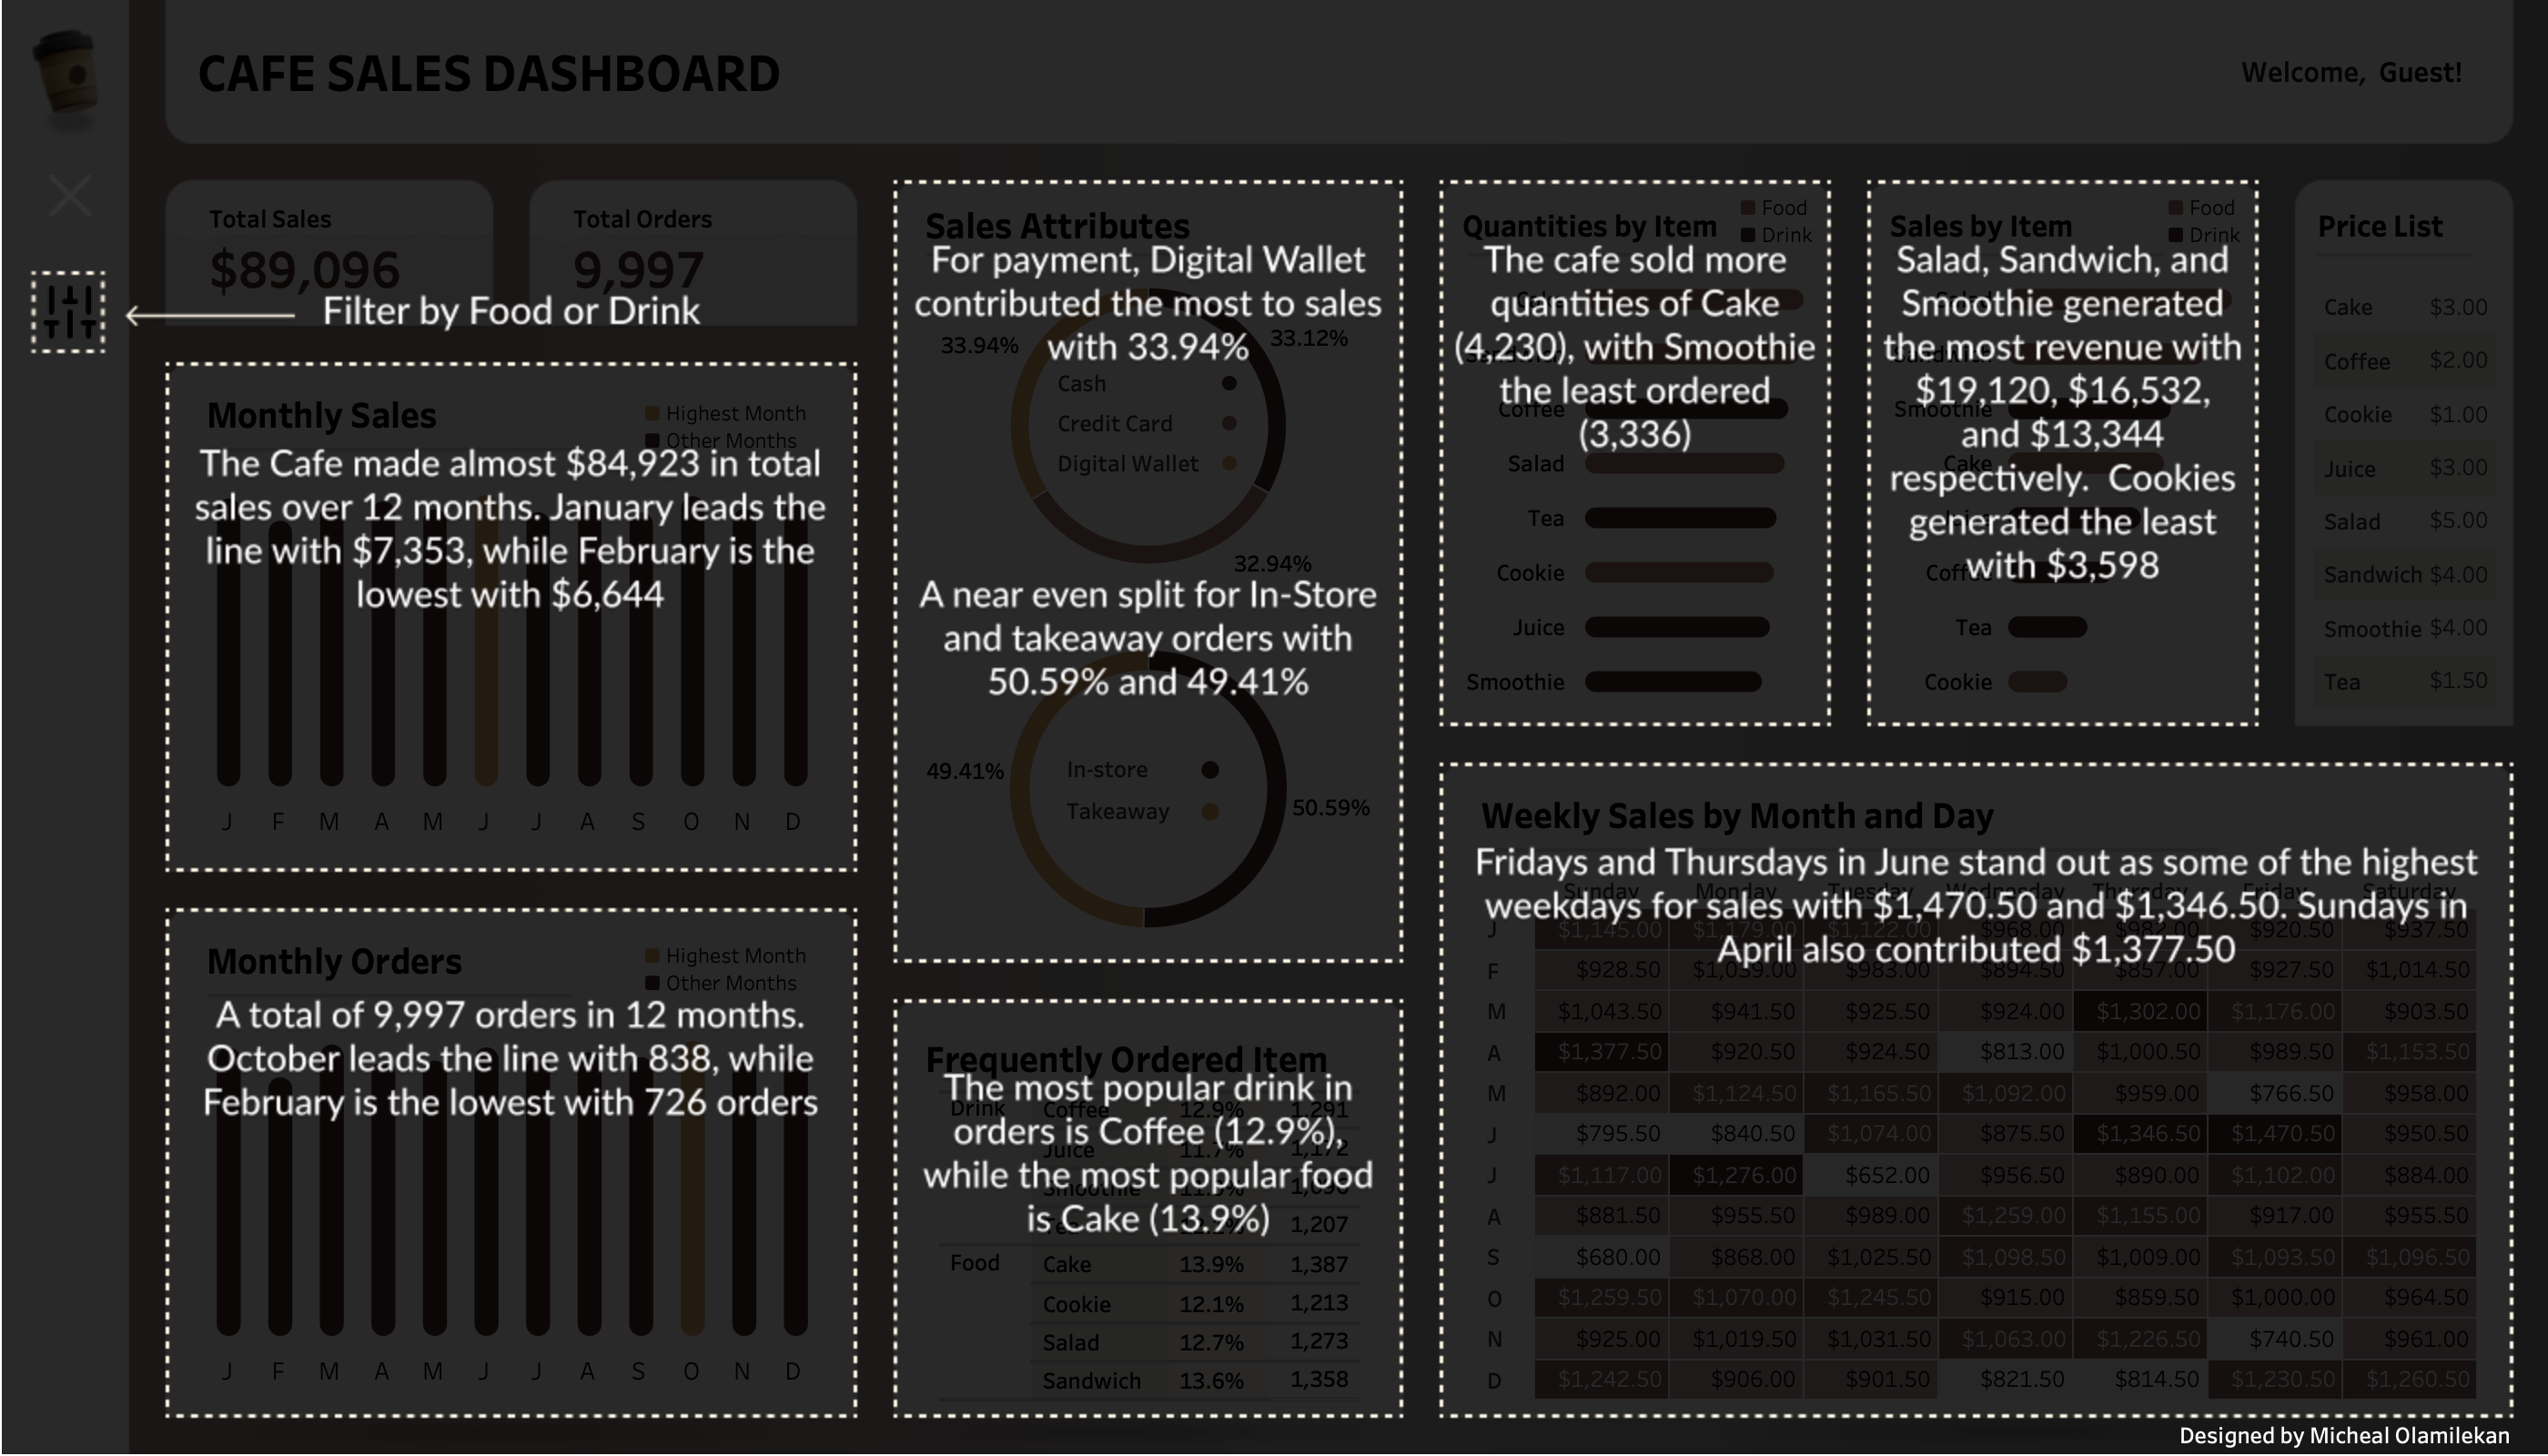 CAFE SALES DASHBOARD
Welcome, Guest!
Total Sales
$89,096
Total Orders
9,997
Filter by Food or Drink
Monthly Sales
Highest Month
Other Months
The Cafe made almost $84,923 in total
sales over 12 months. January leads the
line with $7,353, while February is the
lowest with $6,644
J F M A M J J A S O N D
Monthly Orders
Highest Month
Other Months
A total of 9,997 orders in 12 months.
October leads the line with 838, while
February is the lowest with 726 orders
J F M A M J J A S O N D
Sales Attributes
For payment, Digital Wallet
contributed the most to sales
with 33.94%
33.94%
33.12%
Cash
Credit Card
Digital Wallet
32.94%
A near even split for In-Store
and takeaway orders with
50.59% and 49.41%
49.41%
In-store
Takeaway
50.59%
Frequently Ordered Item
The most popular drink in
orders is Coffee (12.9%),
while the most popular food
is Cake (13.9%)
Drink Coffee 12.9% 1,291
Juice 11.7% 1,172
Smoothie
Tea 1,207
Food Cake 13.9% 1,387
Cookie 12.1% 1,213
Salad 12.7% 1,273
Sandwich 13.6% 1,358
Quantities by Item
Food
Drink
The cafe sold more
quantities of Cake
(4,230), with Smoothie
the least ordered
(3,336)
Cake
Sandwich
Coffee
Salad
Tea
Cookie
Juice
Smoothie
Sales by Item
Food
Drink
Salad, Sandwich, and
Smoothie generated
the most revenue with
$19,120, $16,532,
and $13,344
respectively. Cookies
generated the least
with $3,598
Salad
Sandwich
Smoothie
Cake
Coffee
Tea
Cookie
Price List
Cake $3.00
Coffee $2.00
Cookie $1.00
Juice $3.00
Salad $5.00
Sandwich $4.00
Smoothie $4.00
Tea $1.50
Weekly Sales by Month and Day
Fridays and Thursdays in June stand out as some of the highest
weekdays for sales with $1,470.50 and $1,346.50. Sundays in
April also contributed $1,377.50
Sunday Monday Tuesday Wednesday Thursday Friday Saturday
J $1,145.00 $1,179.00 $1,122.00 $968.00 $982.00 $920.50 $937.50
F $928.50 $1,039.00 $983.00 $894.50 $857.00 $927.50 $1,014.50
M $1,043.50 $941.50 $925.50 $924.00 $1,302.00 $1,176.00 $903.50
A $1,377.50 $920.50 $924.50 $813.00 $1,000.50 $989.50 $1,153.50
M $892.00 $1,124.50 $1,165.50 $1,092.00 $959.00 $766.50 $958.00
J $795.50 $840.50 $1,074.00 $875.50 $1,346.50 $1,470.50 $950.50
J $1,117.00 $1,276.00 $652.00 $956.50 $890.00 $1,102.00 $884.00
A $881.50 $955.50 $989.00 $1,259.00 $1,155.00 $917.00 $955.50
S $680.00 $868.00 $1,025.50 $1,098.50 $1,009.00 $1,093.50 $1,096.50
O $1,259.50 $1,070.00 $1,245.50 $915.00 $859.50 $1,000.00 $964.50
N $925.00 $1,019.50 $1,031.50 $1,063.00 $1,226.50 $740.50 $961.00
D $1,242.50 $906.00 $901.50 $821.50 $814.50 $1,230.50 $1,260.50
Designed by Micheal Olamilekan